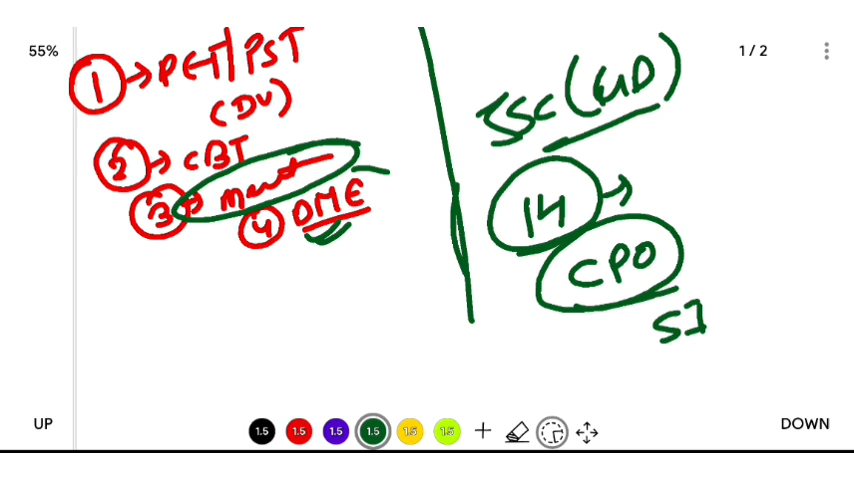 55%
1 / 2
① → PET/PST
(DV)
② → CBT
③ → Merit
④ DME
SSC (GD)
14 →
CPO
SI
UP
1.5 1.5 1.5 1.5 1.5 1.5 +
DOWN